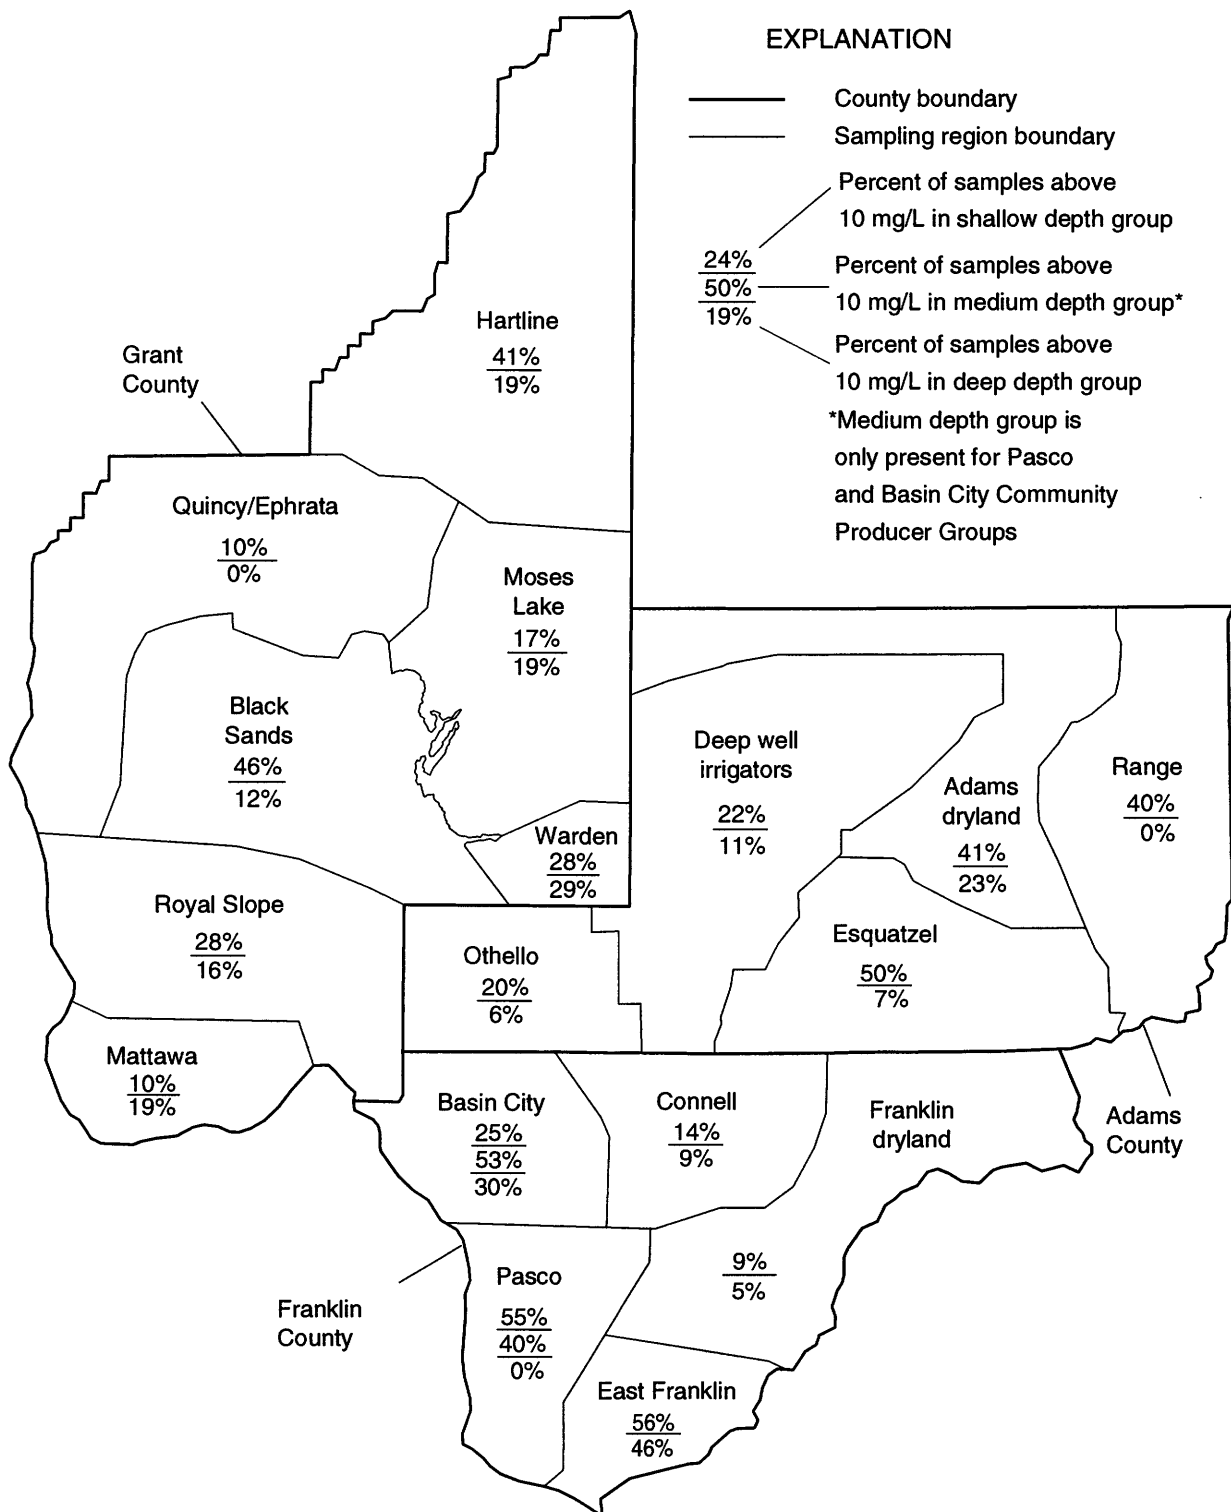 EXPLANATION
County boundary
Sampling region boundary
Percent of samples above
10 mg/L in shallow depth group
24%
50%
19%
Percent of samples above
10 mg/L in medium depth group*
Percent of samples above
10 mg/L in deep depth group
*Medium depth group is
only present for Pasco
and Basin City Community
Producer Groups
Hartline
41%
19%
Grant
County
Quincy/Ephrata
10%
0%
Moses
Lake
17%
19%
Black
Sands
46%
12%
Warden
28%
29%
Deep well
irrigators
22%
11%
Adams
dryland
41%
23%
Range
40%
0%
Royal Slope
28%
16%
Othello
20%
6%
Esquatzel
50%
7%
Mattawa
10%
19%
Basin City
25%
53%
30%
Connell
14%
9%
Franklin
dryland
9%
5%
Adams
County
Pasco
55%
40%
0%
Franklin
County
East Franklin
56%
46%